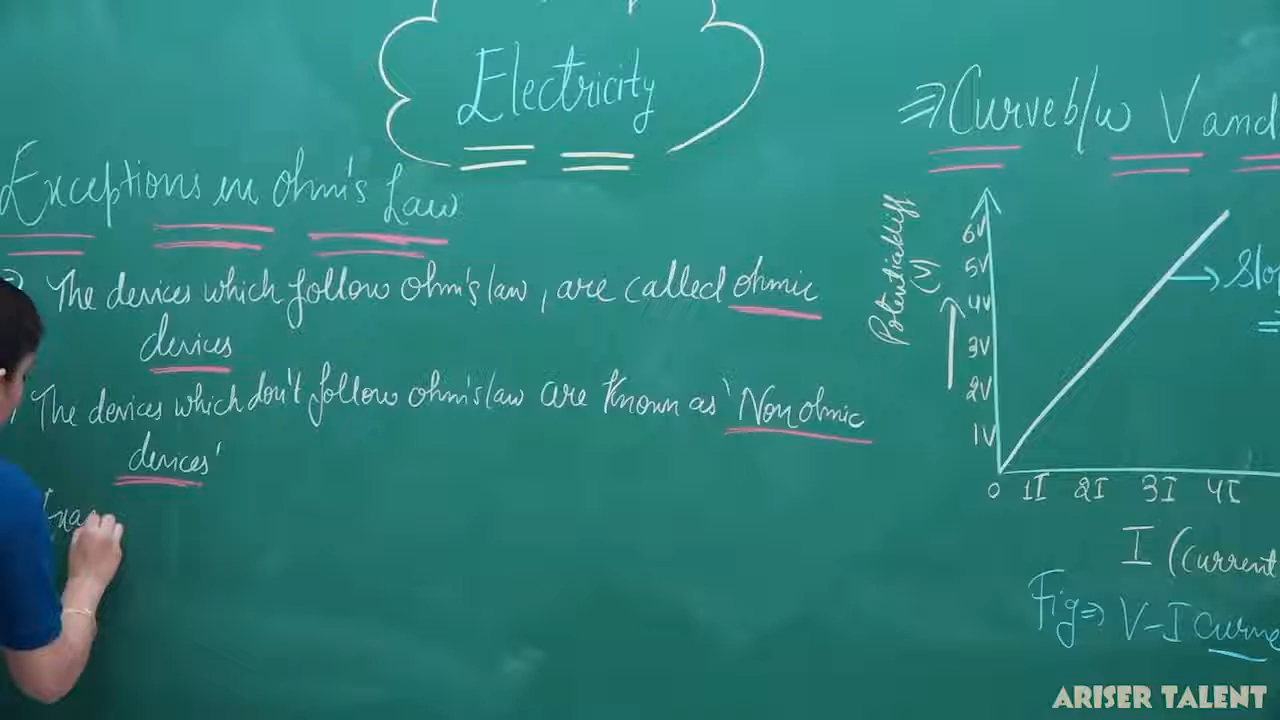 Electricity
Exceptions in ohm's Law
The devices which follow ohm's law, are called ohmic
devices
The devices which don't follow ohm's law are known as 'Non ohmic
devices'
Exa
⇒ Curve b/w V and
Potential diff
(V)
6V
5V
4V
3V
2V
1V
0 1I 2I 3I 4I
→ Slo
I (Current
Fig ⇒ V-I Curve
ARISER TALENT